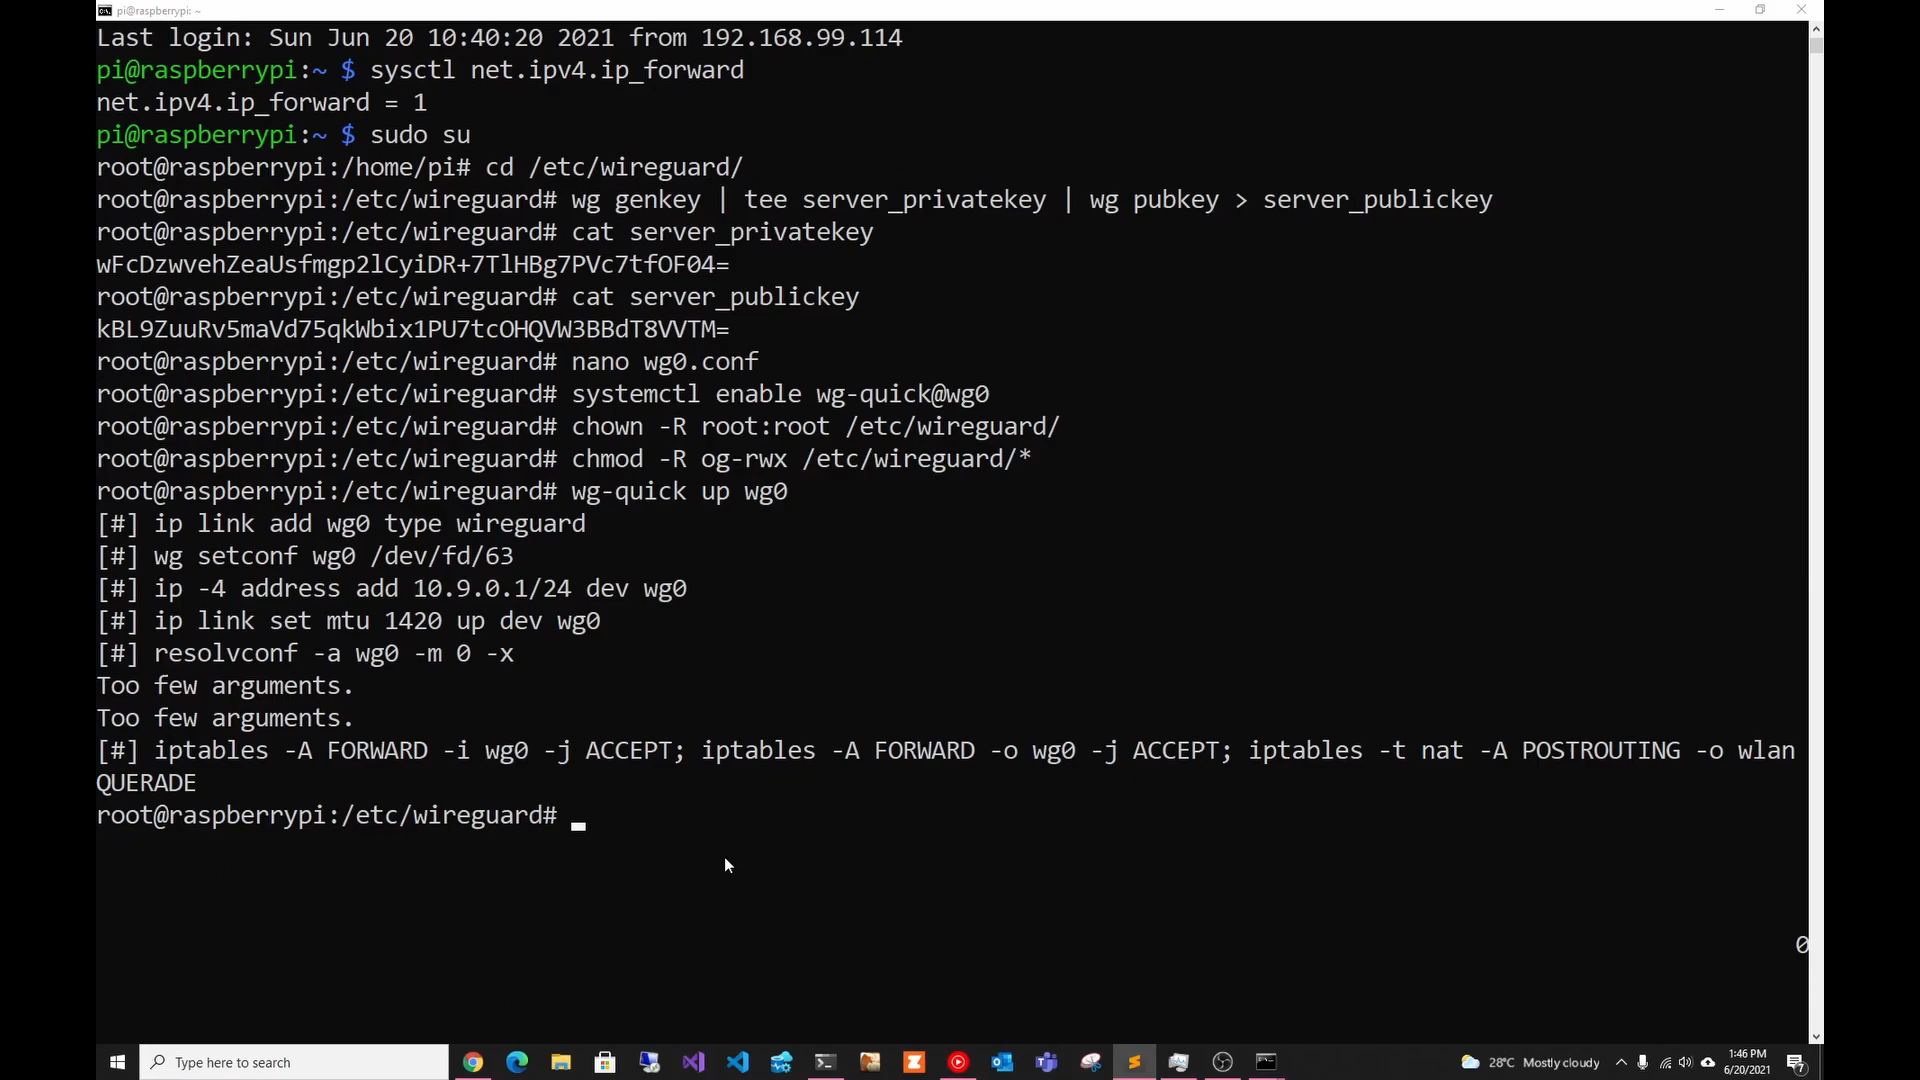 pi@raspberrypi: ~
Last login: Sun Jun 20 10:40:20 2021 from 192.168.99.114
pi@raspberrypi:~ $ sysctl net.ipv4.ip_forward
net.ipv4.ip_forward = 1
pi@raspberrypi:~ $ sudo su
root@raspberrypi:/home/pi# cd /etc/wireguard/
root@raspberrypi:/etc/wireguard# wg genkey | tee server_privatekey | wg pubkey > server_publickey
root@raspberrypi:/etc/wireguard# cat server_privatekey
wFcDzwvehZeaUsfmgp2lCyiDR+7TlHBg7PVc7tfOF04=
root@raspberrypi:/etc/wireguard# cat server_publickey
kBL9ZuuRv5maVd75qkWbix1PU7tcOHQVW3BBdT8VVTM=
root@raspberrypi:/etc/wireguard# nano wg0.conf
root@raspberrypi:/etc/wireguard# systemctl enable wg-quick@wg0
root@raspberrypi:/etc/wireguard# chown -R root:root /etc/wireguard/
root@raspberrypi:/etc/wireguard# chmod -R og-rwx /etc/wireguard/*
root@raspberrypi:/etc/wireguard# wg-quick up wg0
[#] ip link add wg0 type wireguard
[#] wg setconf wg0 /dev/fd/63
[#] ip -4 address add 10.9.0.1/24 dev wg0
[#] ip link set mtu 1420 up dev wg0
[#] resolvconf -a wg0 -m 0 -x
Too few arguments.
Too few arguments.
[#] iptables -A FORWARD -i wg0 -j ACCEPT; iptables -A FORWARD -o wg0 -j ACCEPT; iptables -t nat -A POSTROUTING -o wlan
QUERADE
root@raspberrypi:/etc/wireguard#
0
Type here to search
28°C Mostly cloudy
1:46 PM
6/20/2021
7